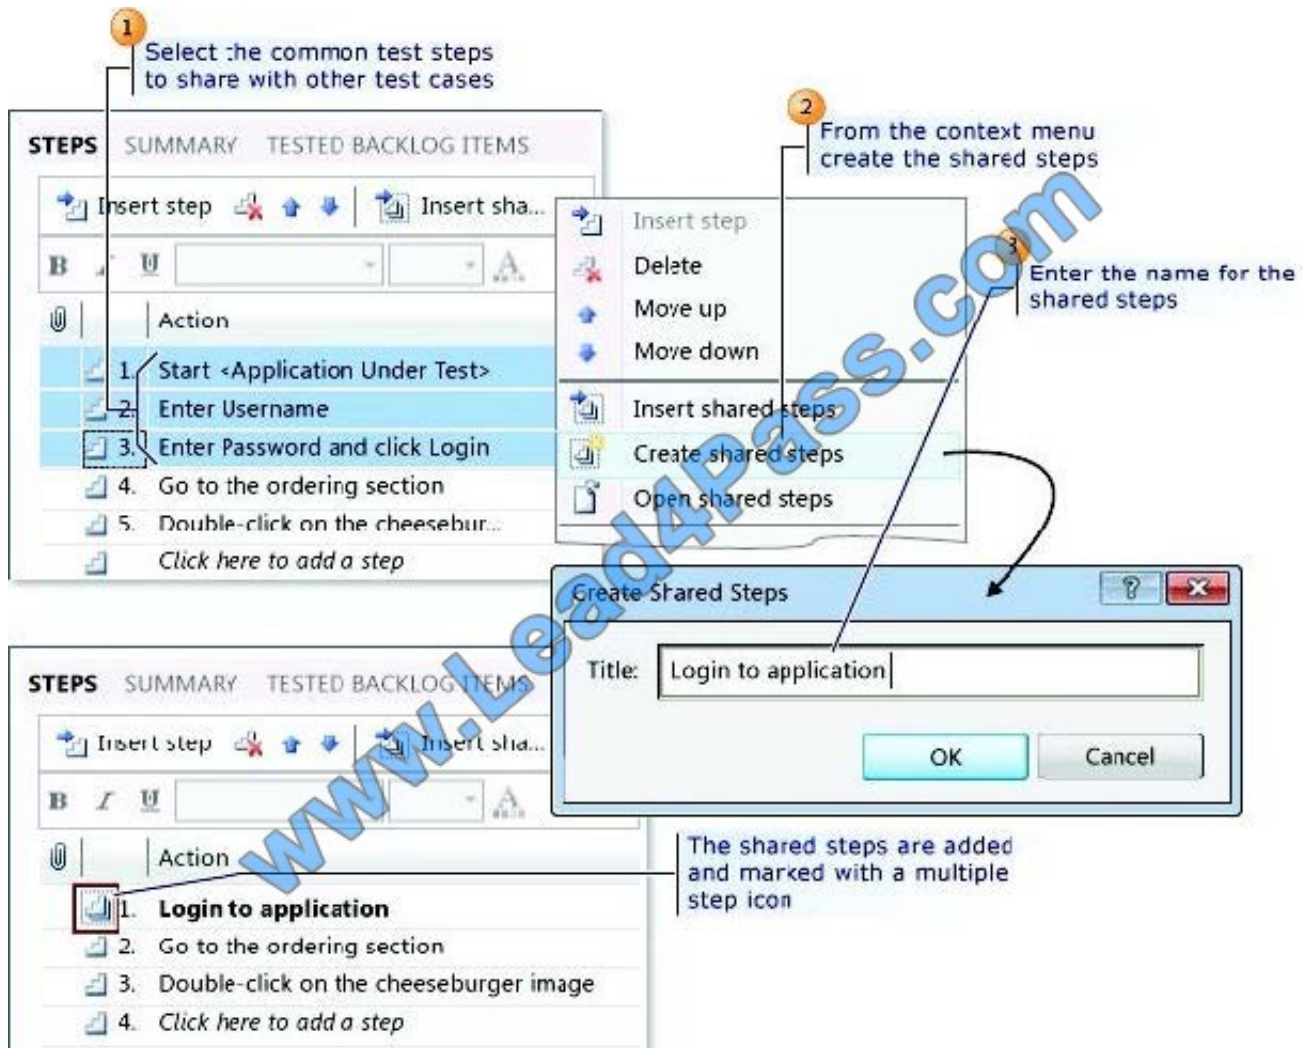 1
Select the common test steps
to share with other test cases
STEPS SUMMARY TESTED BACKLOG ITEMS
Insert step Insert sha...
B I U A
Action
1. Start <Application Under Test>
2. Enter Username
3. Enter Password and click Login
4. Go to the ordering section
5. Double-click on the cheesebur...
Click here to add a step
2
From the context menu
create the shared steps
Insert step
Delete
Move up
Move down
Insert shared steps
Create shared steps
Open shared steps
3
Enter the name for the
shared steps
Create Shared Steps ?
Title: Login to application
OK Cancel
STEPS SUMMARY TESTED BACKLOG ITEMS
Insert step Insert sha...
B I U A
Action
1. Login to application
2. Go to the ordering section
3. Double-click on the cheeseburger image
4. Click here to add a step
The shared steps are added
and marked with a multiple
step icon
www.Lead4Pass.com